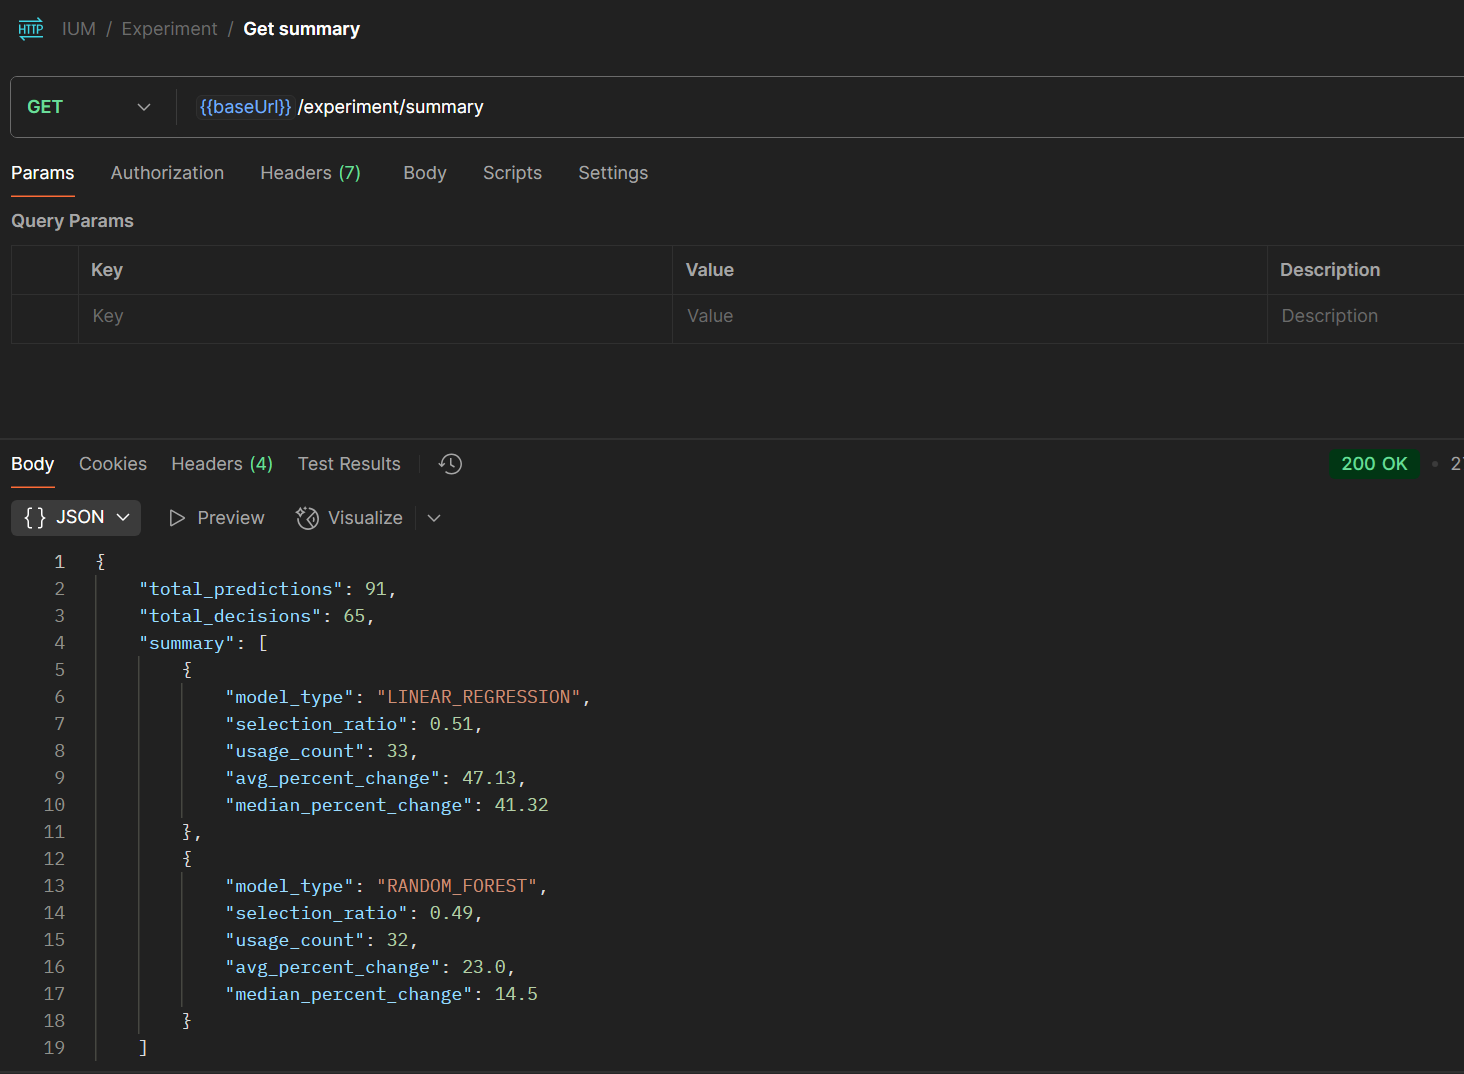 HTTP IUM / Experiment / Get summary
GET {{baseUrl}} /experiment/summary
Params Authorization Headers (7) Body Scripts Settings
Query Params
Key Value Description
Key Value Description
Body Cookies Headers (4) Test Results 200 OK • 2
{} JSON Preview Visualize
1 {
2 "total_predictions": 91,
3 "total_decisions": 65,
4 "summary": [
5 {
6 "model_type": "LINEAR_REGRESSION",
7 "selection_ratio": 0.51,
8 "usage_count": 33,
9 "avg_percent_change": 47.13,
10 "median_percent_change": 41.32
11 },
12 {
13 "model_type": "RANDOM_FOREST",
14 "selection_ratio": 0.49,
15 "usage_count": 32,
16 "avg_percent_change": 23.0,
17 "median_percent_change": 14.5
18 }
19 ]